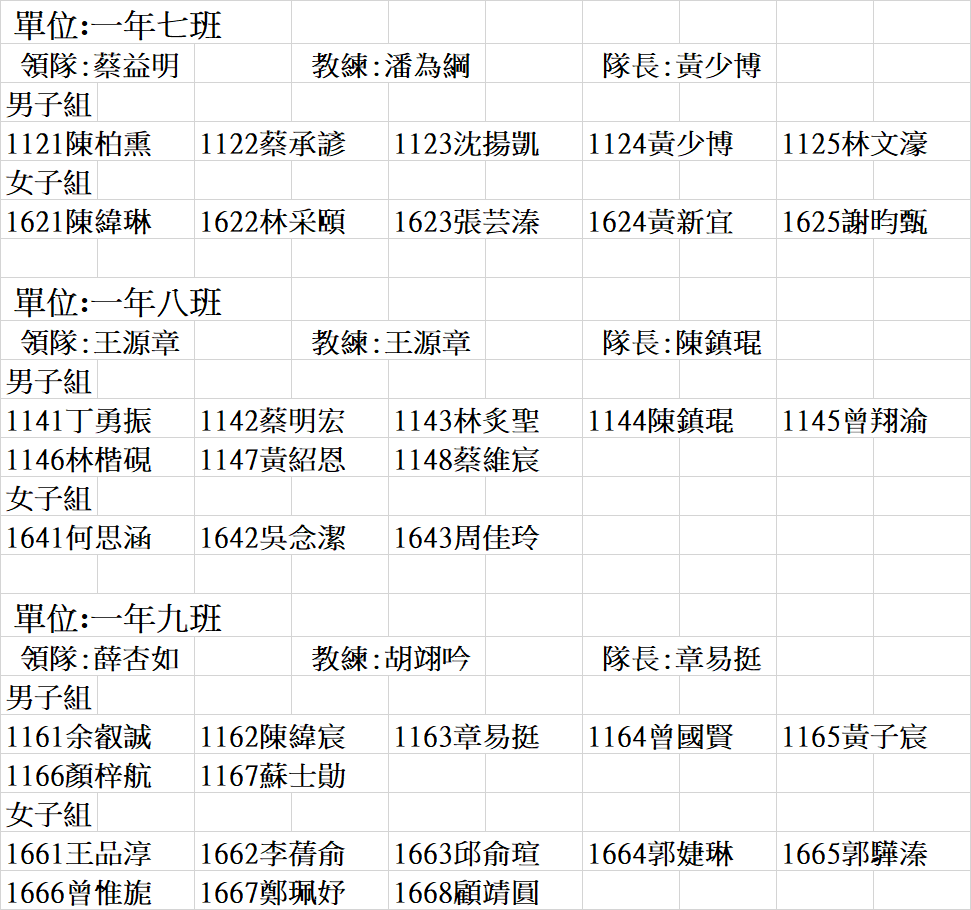 單位:一年七班
領隊:蔡益明 教練:潘為綱 隊長:黃少博
男子組
1121陳柏熏 1122蔡承諺 1123沈揚凱 1124黃少博 1125林文濠
女子組
1621陳緯琳 1622林采頤 1623張芸溱 1624黃新宜 1625謝昀甄
單位:一年八班
領隊:王源章 教練:王源章 隊長:陳鎮琨
男子組
1141丁勇振 1142蔡明宏 1143林炙聖 1144陳鎮琨 1145曾翔渝
1146林楷硯 1147黃紹恩 1148蔡維宸
女子組
1641何思涵 1642吳念潔 1643周佳玲
單位:一年九班
領隊:薛杏如 教練:胡翊吟 隊長:章易挺
男子組
1161余叡誠 1162陳緯宸 1163章易挺 1164曾國賢 1165黃子宸
1166顏梓航 1167蘇士勛
女子組
1661王品淳 1662李蒨俞 1663邱俞瑄 1664郭婕琳 1665郭驊溱
1666曾惟旎 1667鄭珮妤 1668顧靖圓